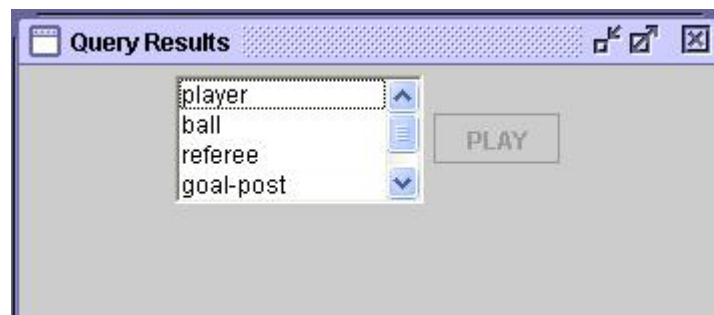 Query Results
player
ball
referee
goal-post
PLAY